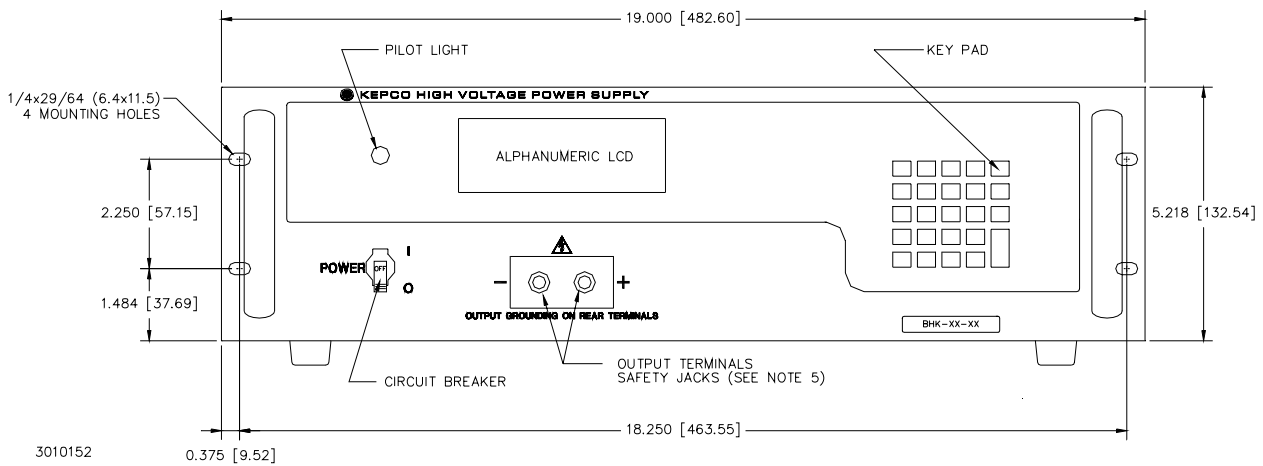 19.000 [482.60]
PILOT LIGHT
KEY PAD
1/4x29/64 (6.4x11.5)
4 MOUNTING HOLES
KEPCO HIGH VOLTAGE POWER SUPPLY
ALPHANUMERIC LCD
2.250 [57.15]
5.218 [132.54]
I
POWER
OFF
O
- +
1.484 [37.69]
OUTPUT GROUNDING ON REAR TERMINALS
BHK-XX-XX
OUTPUT TERMINALS
SAFETY JACKS (SEE NOTE 5)
CIRCUIT BREAKER
18.250 [463.55]
3010152
0.375 [9.52]